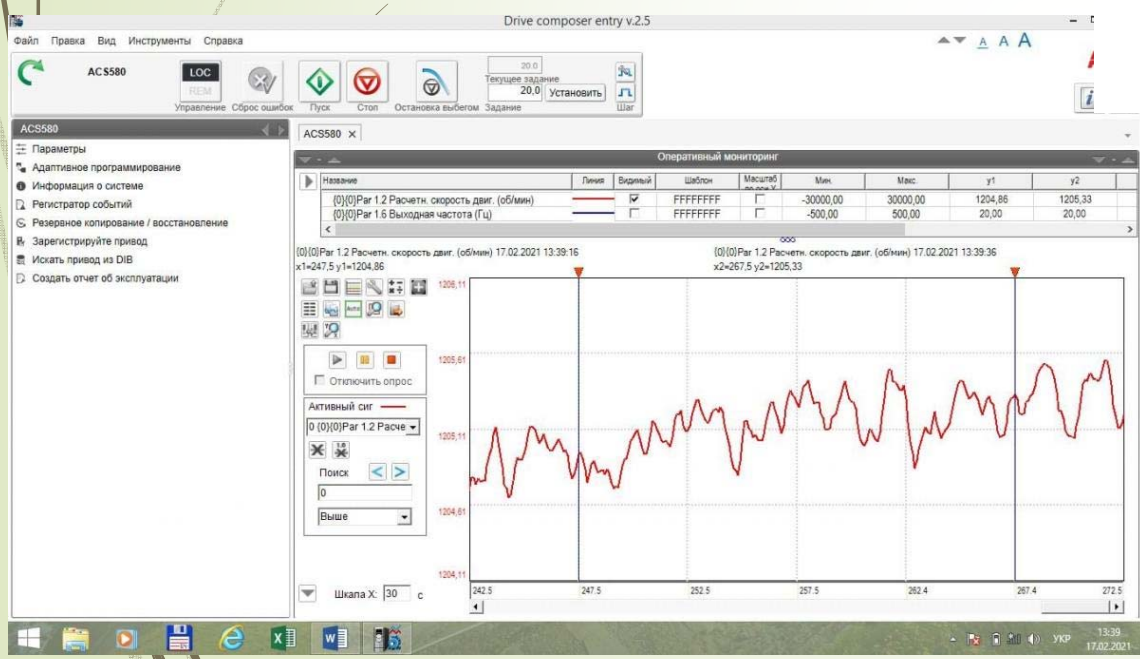 Drive composer entry v.2.5
Файл Правка Вид Инструменты Справка
A A A
ACS580
LOC
REM
Управление
Сброс ошибок
Пуск
Стоп
Остановка выбегом
20.0
Текущее задание
20,0 Установить
Задание
Шаг
ACS580
Параметры
Адаптивное программирование
Информация о системе
Регистратор событий
Резервное копирование / восстановление
Зарегистрируйте привод
Искать привод из DIB
Создать отчет об эксплуатации
ACS580 ×
Оперативный мониторинг
Название Линия Видимый Шаблон Масштаб по оси Y Мин. Макс. y1 y2
{0}{0}Par 1.2 Расчетн. скорость двиг. (об/мин) FFFFFFFF -30000,00 30000,00 1204,86 1205,33
{0}{0}Par 1.6 Выходная частота (Гц) FFFFFFFF -500,00 500,00 20,00 20,00
{0}{0}Par 1.2 Расчетн. скорость двиг. (об/мин) 17.02.2021 13:39:16
x1=247,5 y1=1204,86
{0}{0}Par 1.2 Расчетн. скорость двиг. (об/мин) 17.02.2021 13:39:36
x2=267,5 y2=1205,33
Auto
Отключить опрос
Активный сиг
0 {0}{0}Par 1.2 Расче
Поиск < >
0
Выше
Шкала X: 30 с
1206,11
1205,61
1205,11
1204,61
1204,11
242.5 247.5 252.5 257.5 262.4 267.4 272.5
УКР
13:39
17.02.2021